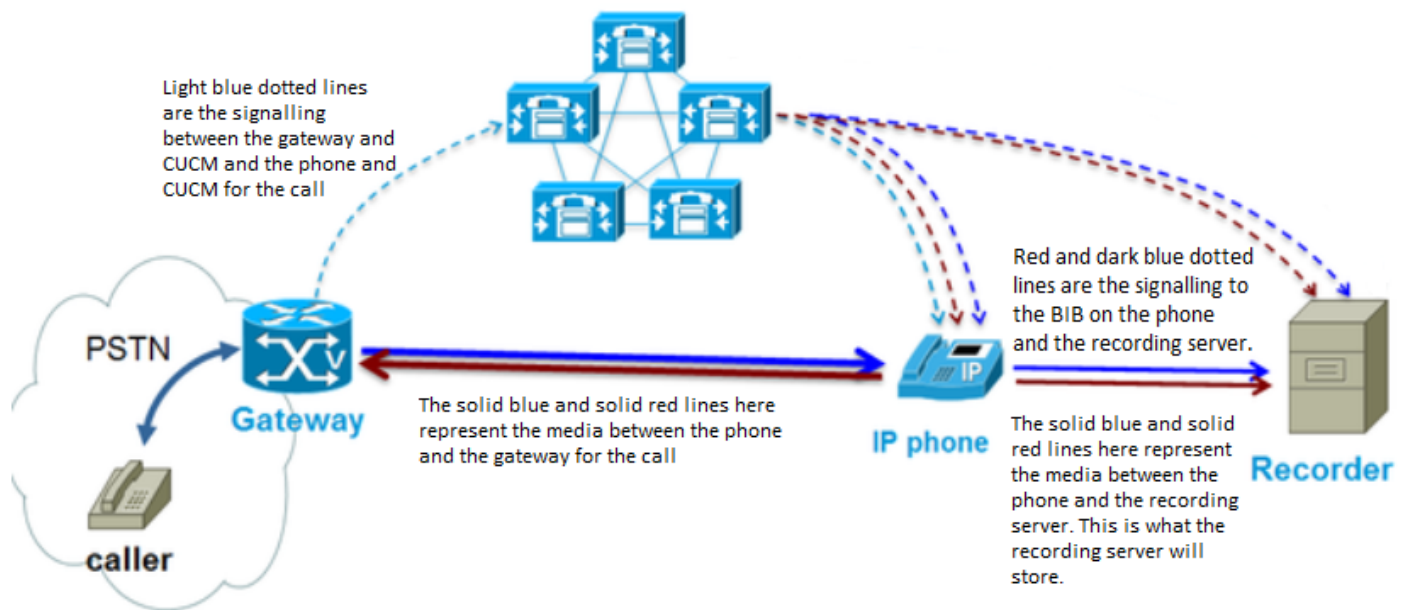 Light blue dotted lines
are the signalling
between the gateway and
CUCM and the phone and
CUCM for the call
PSTN
V
Gateway
caller
The solid blue and solid red lines here
represent the media between the phone
and the gateway for the call
IP
IP phone
Red and dark blue dotted
lines are the signalling to
the BIB on the phone
and the recording server.
The solid blue and solid
red lines here represent
the media between the
phone and the recording
server. This is what the
recording server will
store.
Recorder